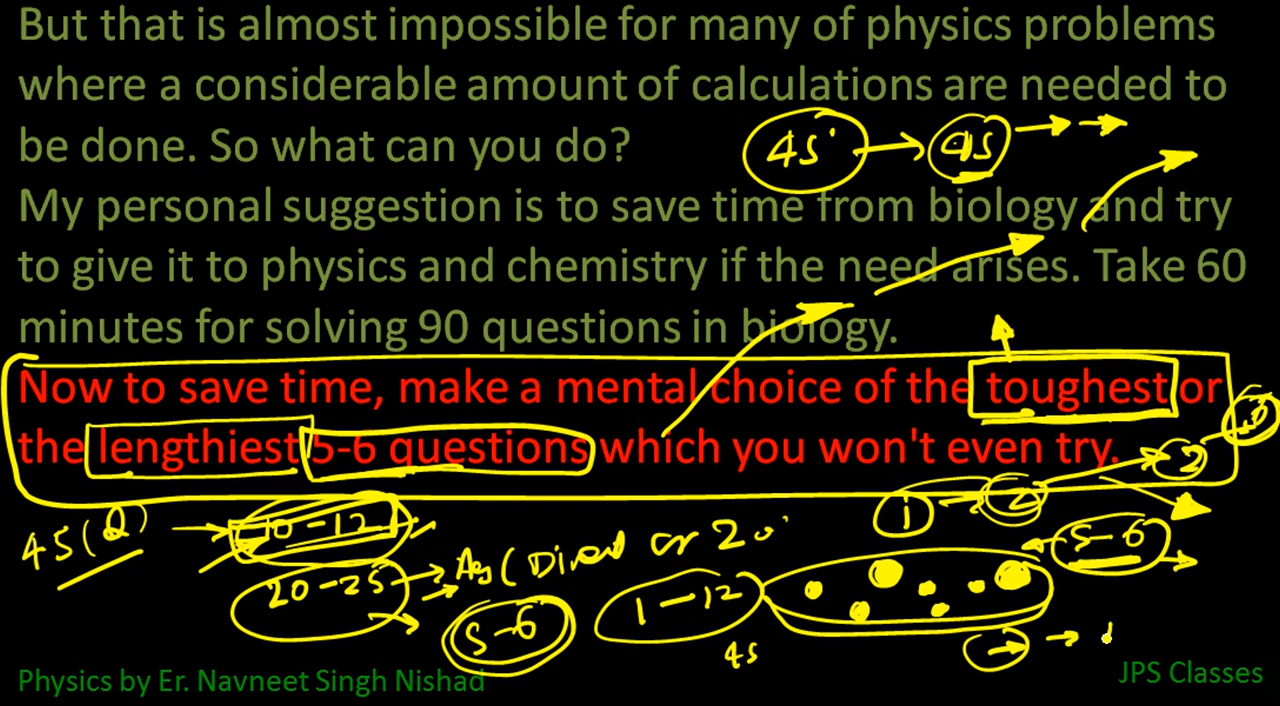 But that is almost impossible for many of physics problems
where a considerable amount of calculations are needed to
be done. So what can you do?
45' → 45
My personal suggestion is to save time from biology and try
to give it to physics and chemistry if the need arises. Take 60
minutes for solving 90 questions in biology.
Now to save time, make a mental choice of the toughest or
the lengthiest 5-6 questions which you won't even try.
2
45(Q) → 10-12
1
5-6
20-25 → (Direct or 20
5-6
1-12
45
Physics by Er. Navneet Singh Nishad
JPS Classes